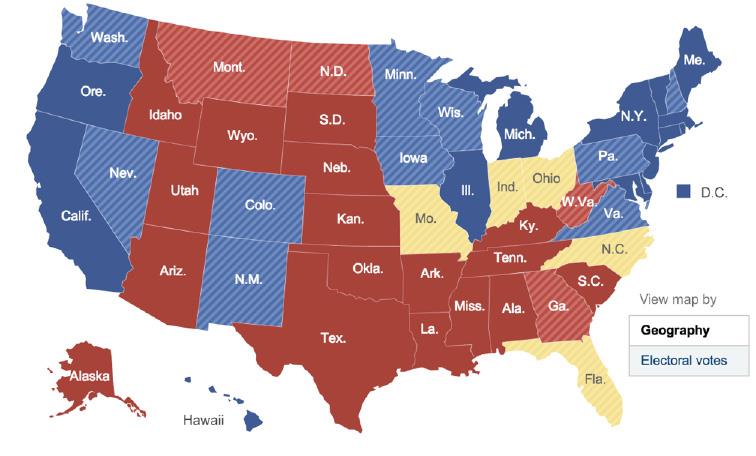 Wash.
Ore.
Calif.
Nev.
Idaho
Mont.
Wyo.
Utah
Colo.
Ariz.
N.M.
N.D.
S.D.
Neb.
Kan.
Okla.
Tex.
Minn.
Iowa
Mo.
Ark.
La.
Wis.
Ill.
Mich.
Ind.
Ohio
Ky.
Tenn.
Miss.
Ala.
Ga.
Fla.
S.C.
N.C.
Va.
W.Va.
Pa.
N.Y.
Me.
D.C.
Alaska
Hawaii
View map by
Geography
Electoral votes